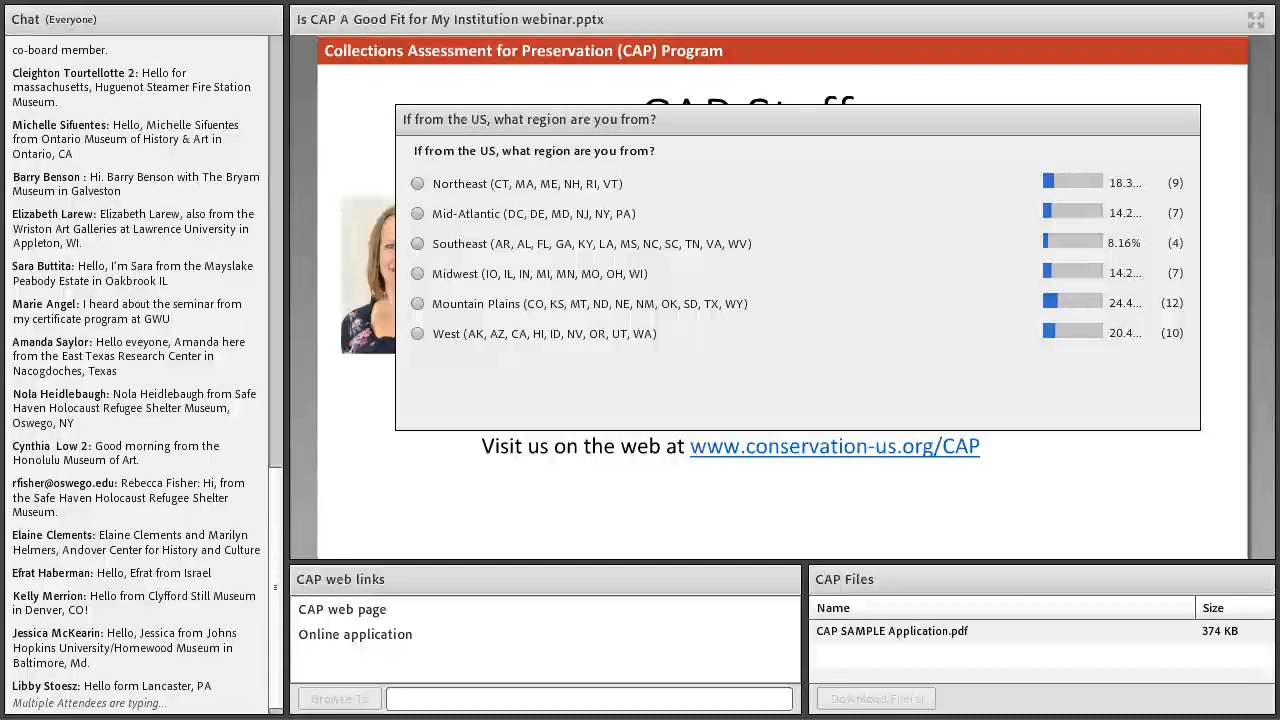 Chat (Everyone)
co-board member.
Cleighton Tourtellotte 2: Hello for
massachusetts, Huguenot Steamer Fire Station
Museum.
Michelle Sifuentes: Hello, Michelle Sifuentes
from Ontario Museum of History & Art in
Ontario, CA
Barry Benson : Hi. Barry Benson with The Bryam
Museum in Galveston
Elizabeth Larew: Elizabeth Larew, also from the
Wriston Art Galleries at Lawrence University in
Appleton, WI.
Sara Buttita: Hello, I'm Sara from the Mayslake
Peabody Estate in Oakbrook IL
Marie Angel: I heard about the seminar from
my certificate program at GWU
Amanda Saylor: Hello eveyone, Amanda here
from the East Texas Research Center in
Nacogdoches, Texas
Nola Heidlebaugh: Nola Heidlebaugh from Safe
Haven Holocaust Refugee Shelter Museum,
Oswego, NY
Cynthia Low 2: Good morning from the
Honolulu Museum of Art.
rfisher@oswego.edu: Rebecca Fisher: Hi, from
the Safe Haven Holocaust Refugee Shelter
Museum.
Elaine Clements: Elaine Clements and Marilyn
Helmers, Andover Center for History and Culture
Efrat Haberman: Hello, Efrat from Israel
Kelly Merrion: Hello from Clyfford Still Museum
in Denver, CO!
Jessica McKearin: Hello, Jessica from Johns
Hopkins University/Homewood Museum in
Baltimore, Md.
Libby Stoesz: Hello form Lancaster, PA
Multiple Attendees are typing...
Is CAP A Good Fit for My Institution webinar.pptx
Collections Assessment for Preservation (CAP) Program
CAP Staff
If from the US, what region are you from?
If from the US, what region are you from?
Northeast (CT, MA, ME, NH, RI, VT) 18.3... (9)
Mid-Atlantic (DC, DE, MD, NJ, NY, PA) 14.2... (7)
Southeast (AR, AL, FL, GA, KY, LA, MS, NC, SC, TN, VA, WV) 8.16% (4)
Midwest (IO, IL, IN, MI, MN, MO, OH, WI) 14.2... (7)
Mountain Plains (CO, KS, MT, ND, NE, NM, OK, SD, TX, WY) 24.4... (12)
West (AK, AZ, CA, HI, ID, NV, OR, UT, WA) 20.4... (10)
Visit us on the web at www.conservation-us.org/CAP
CAP web links
CAP web page
Online application
Browse To
CAP Files
Name Size
CAP SAMPLE Application.pdf 374 KB
Download File(s)